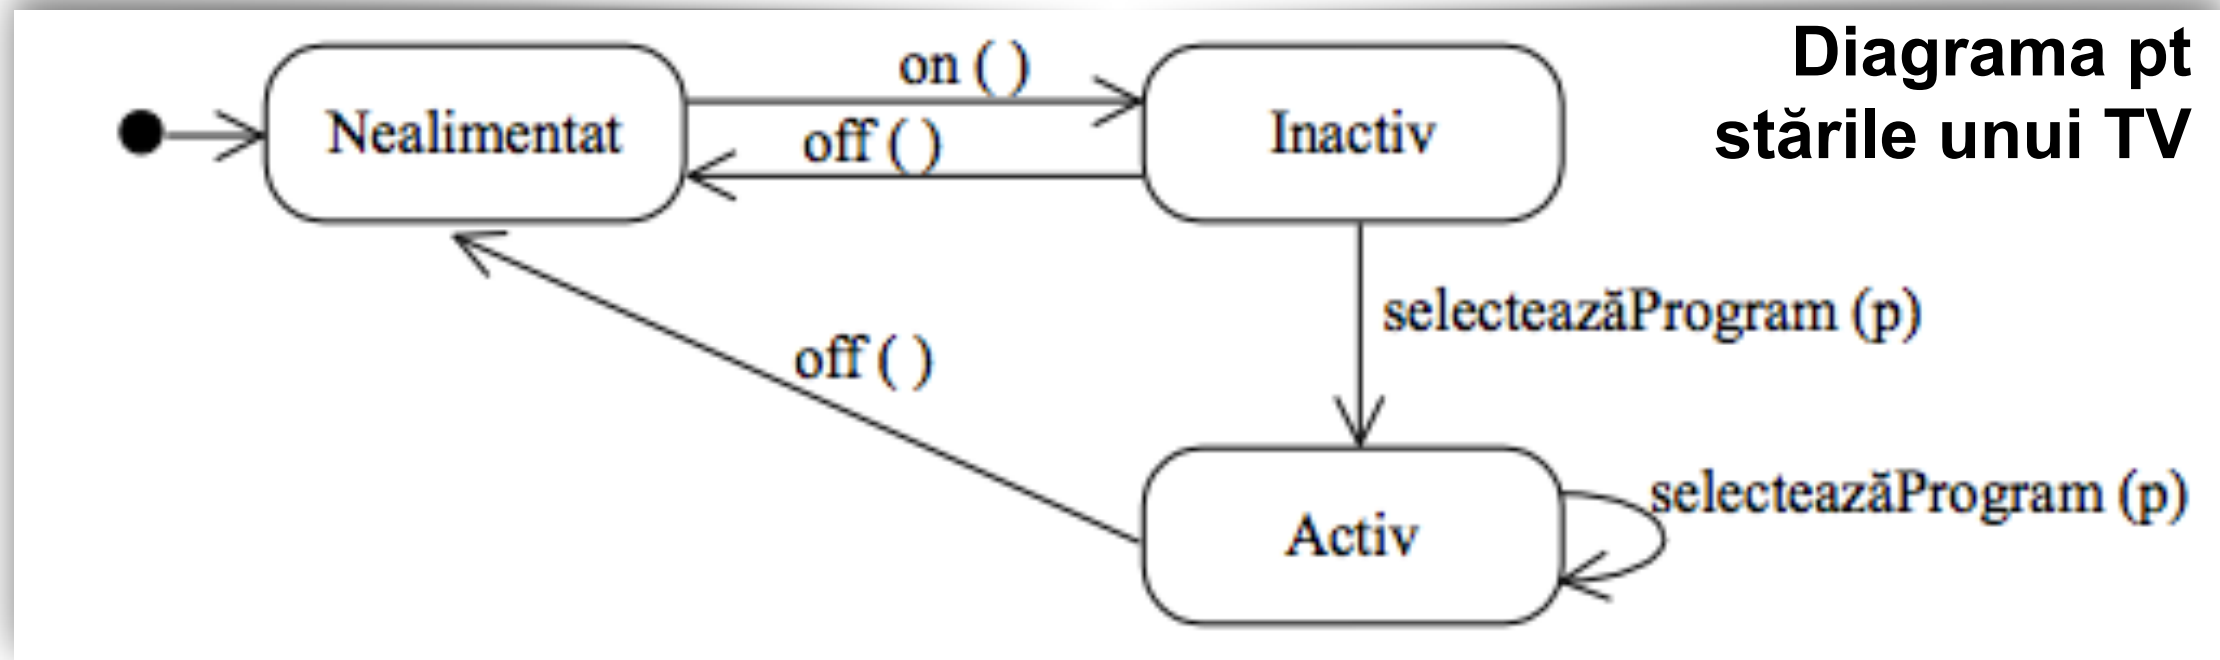 Diagrama pt
stările unui TV
on ( )
Nealimentat
off ( )
Inactiv
selecteazăProgram (p)
off ( )
selecteazăProgram (p)
Activ